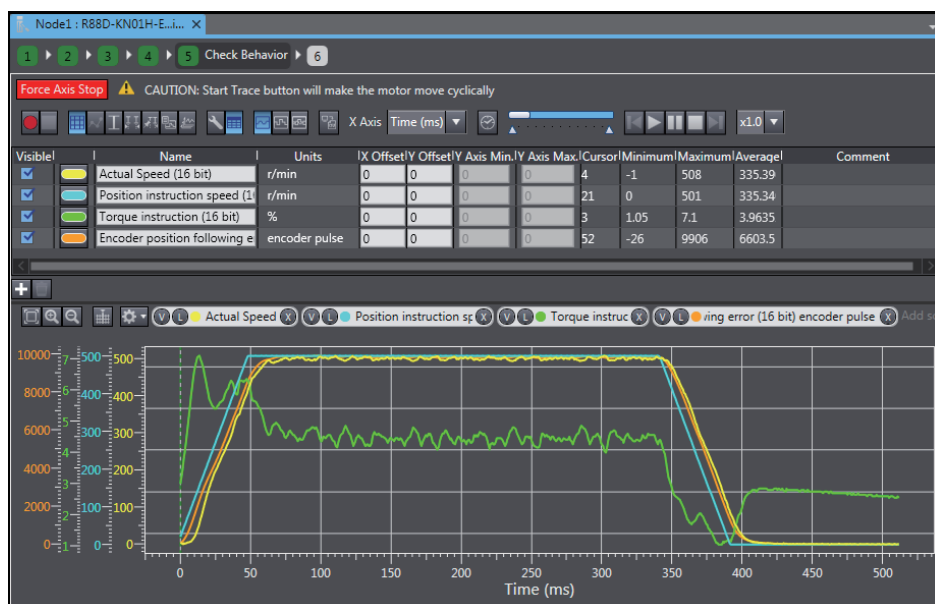 Node1 : R88D-KN01H-E...i... ×
1 2 3 4 5 Check Behavior 6
Force Axis Stop CAUTION: Start Trace button will make the motor move cyclically
X Axis Time (ms) x1.0
Visible Name Units X Offset Y Offset Y Axis Min. Y Axis Max. Cursor Minimum Maximum Average Comment
Actual Speed (16 bit) r/min 0 0 0 0 4 -1 508 335.39
Position instruction speed (1 r/min 0 0 0 0 21 0 501 335.34
Torque instruction (16 bit) % 0 0 0 0 3 1.05 7.1 3.9635
Encoder position following e encoder pulse 0 0 0 0 52 -26 9906 6603.5
V L Actual Speed X V L Position instruction sp X V L Torque instruc X V L ing error (16 bit) encoder pulse X Add s
10000 7 500 500
8000 6 400 400
5
6000 300 300
4
4000 200 200
3
2000 100 100
2
0 1 0 0
0 50 100 150 200 250 300 350 400 450 500
Time (ms)